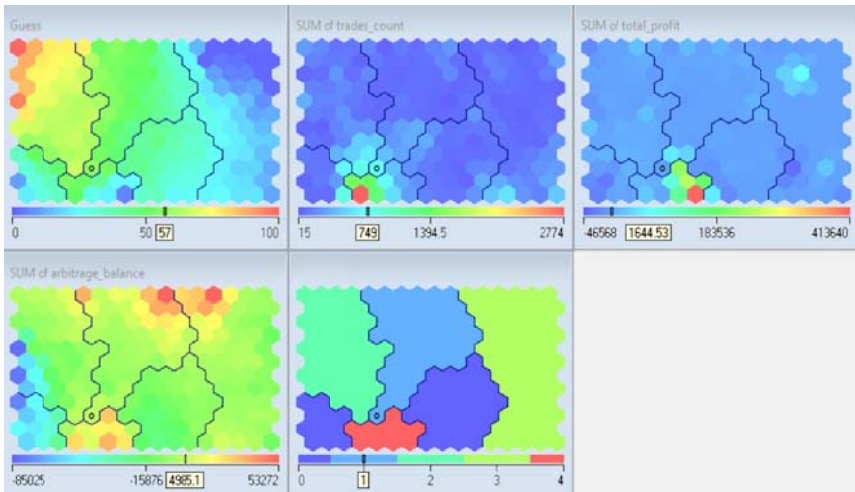 Guess
SUM of trades_count
SUM of total_profit
0 50 57 100
15 749 1394.5 2774
-46568 1644.53 183536 413640
SUM of arbitrage_balance
-85025 -15876 4985.1 53272
0 1 2 3 4